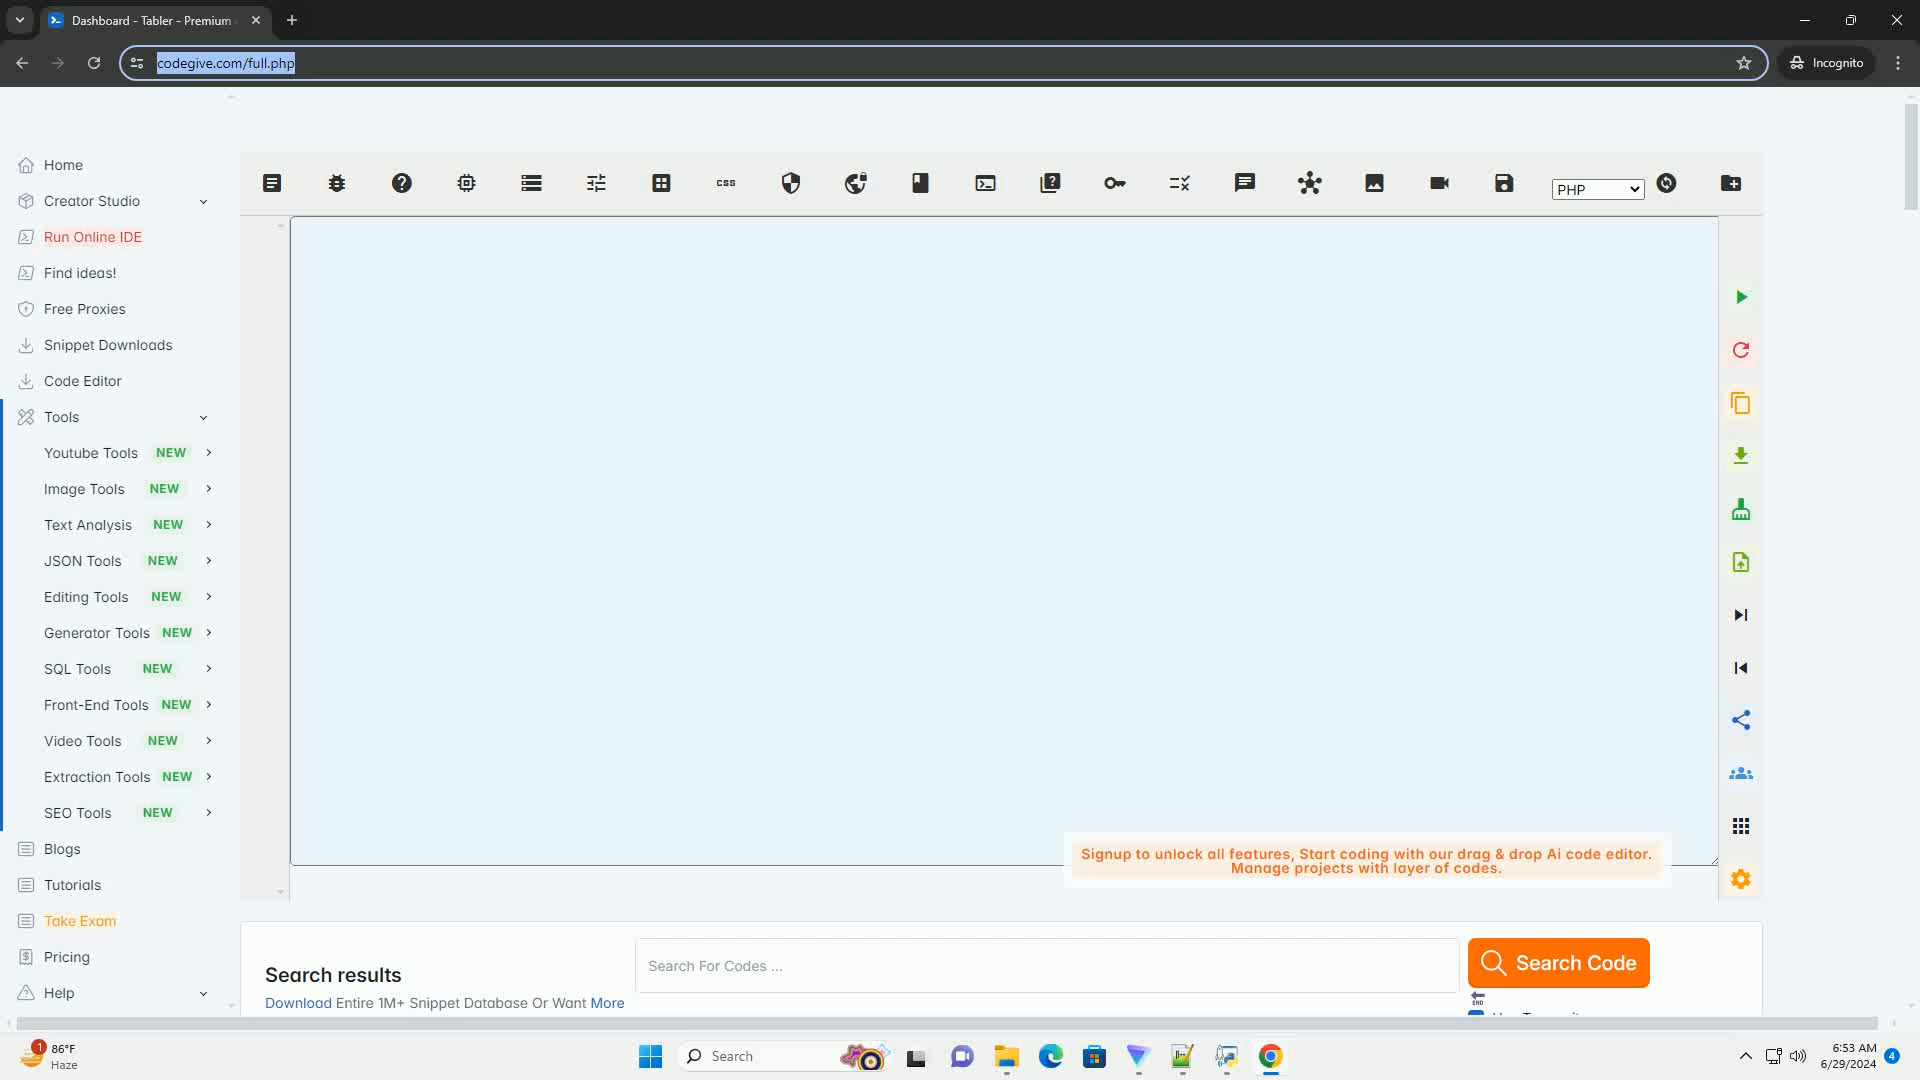 Dashboard - Tabler - Premium
codegive.com/full.php
Incognito
Home
Creator Studio
Run Online IDE
Find ideas!
Free Proxies
Snippet Downloads
Code Editor
Tools
Youtube Tools NEW
Image Tools NEW
Text Analysis NEW
JSON Tools NEW
Editing Tools NEW
Generator Tools NEW
SQL Tools NEW
Front-End Tools NEW
Video Tools NEW
Extraction Tools NEW
SEO Tools NEW
Blogs
Tutorials
Take Exam
Pricing
Help
css
PHP
Signup to unlock all features, Start coding with our drag & drop Ai code editor.
Manage projects with layer of codes.
Search results
Download Entire 1M+ Snippet Database Or Want More
Search For Codes ...
Search Code
END
1
86°F
Haze
Search
6:53 AM
6/29/2024
4